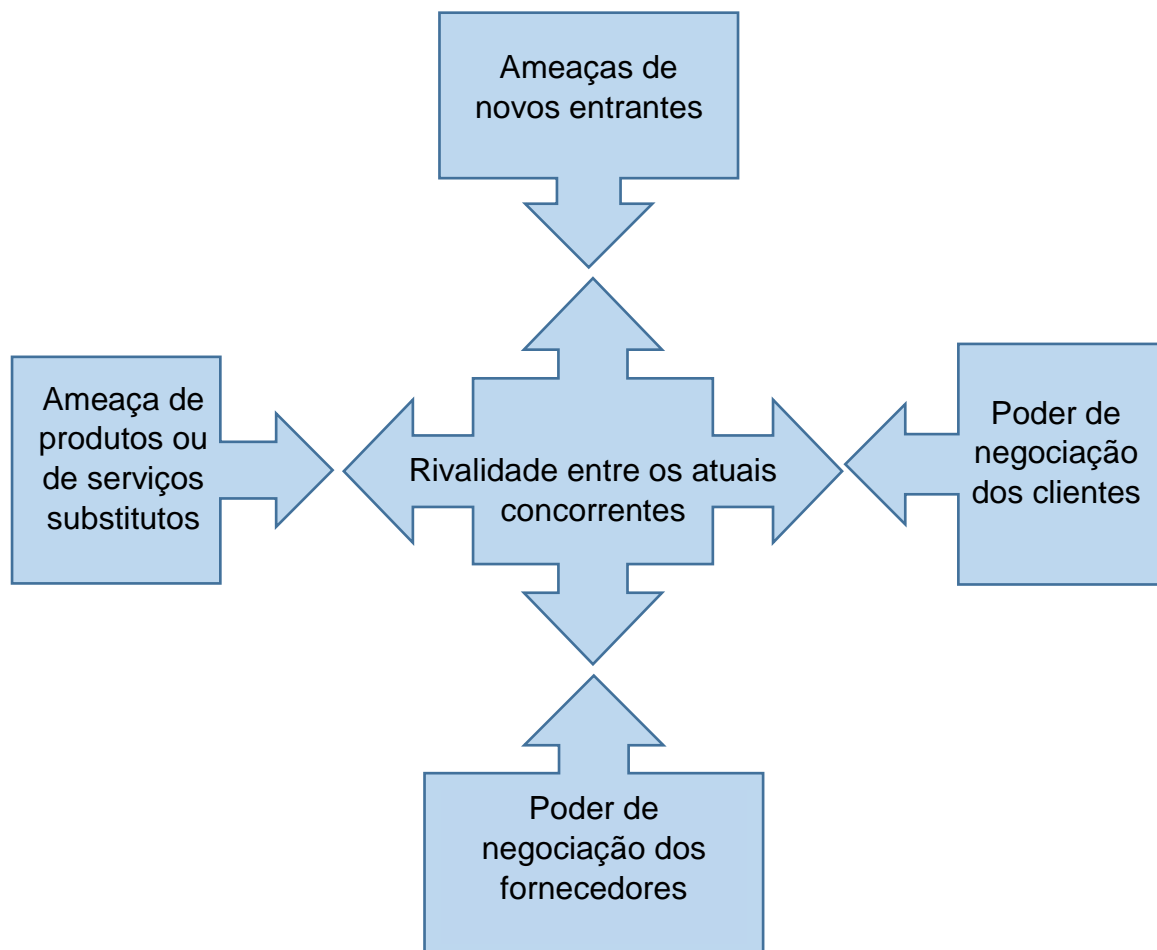 Ameaças de
novos entrantes
Ameaça de
produtos ou
de serviços
substitutos
Rivalidade entre os atuais
concorrentes
Poder de
negociação
dos clientes
Poder de
negociação dos
fornecedores